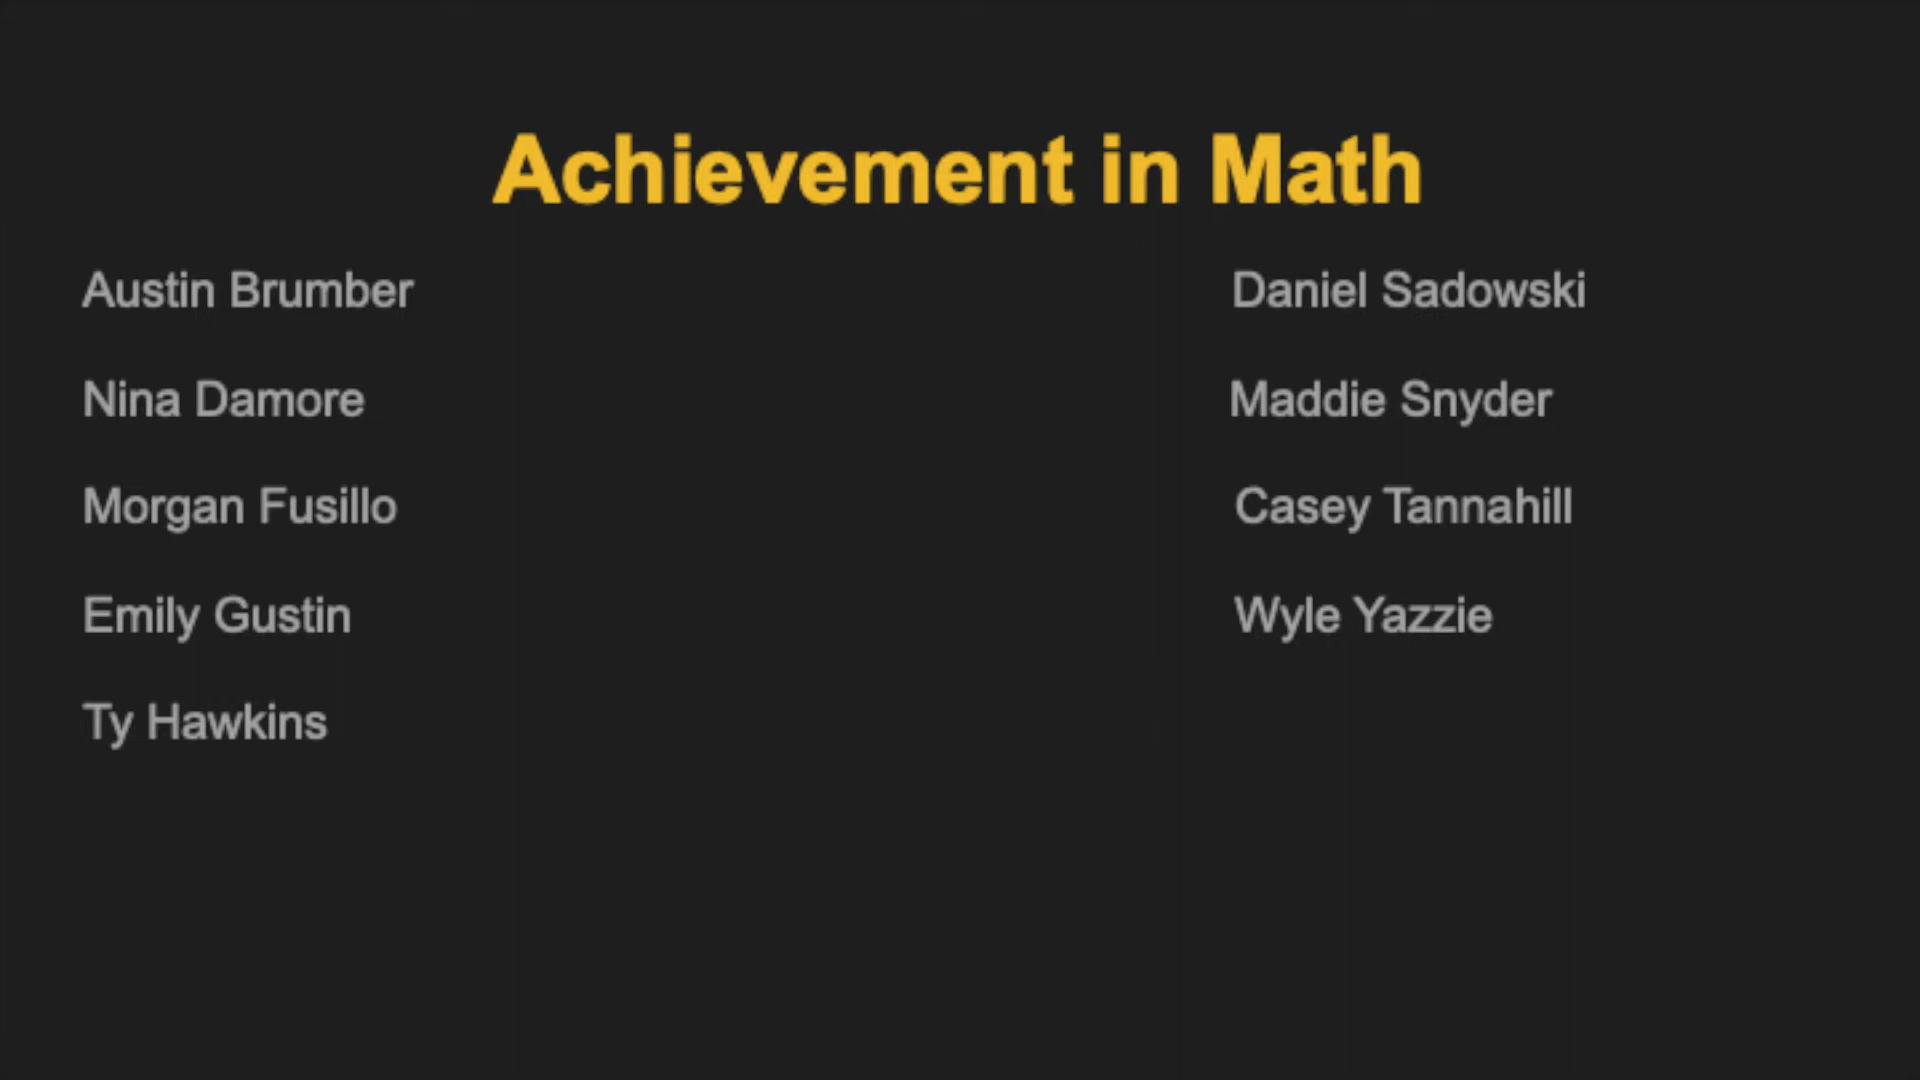 Achievement in Math
Austin Brumber
Nina Damore
Morgan Fusillo
Emily Gustin
Ty Hawkins
Daniel Sadowski
Maddie Snyder
Casey Tannahill
Wyle Yazzie